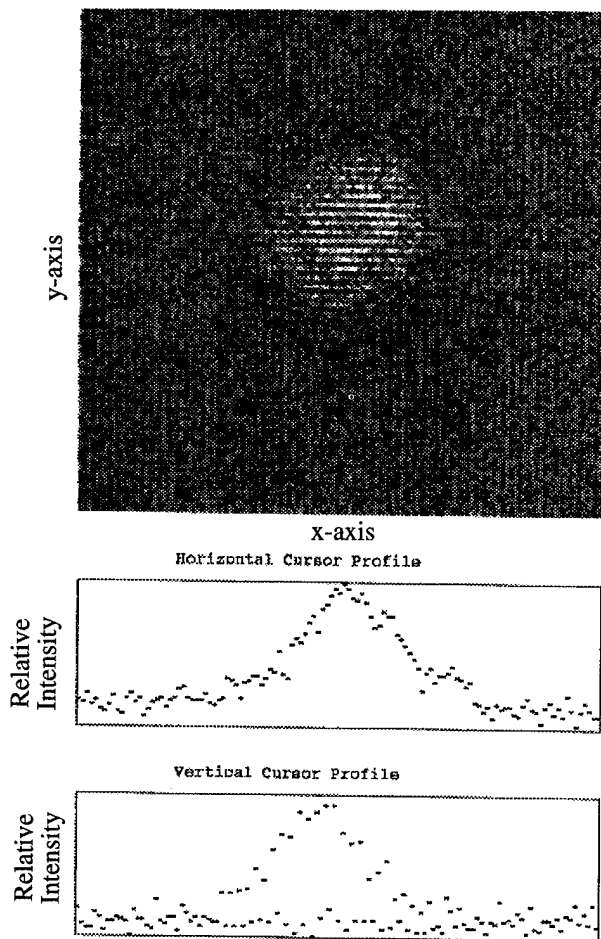 y-axis
x-axis
Horizontal Cursor Profile
Relative
Intensity
Vertical Cursor Profile
Relative
Intensity